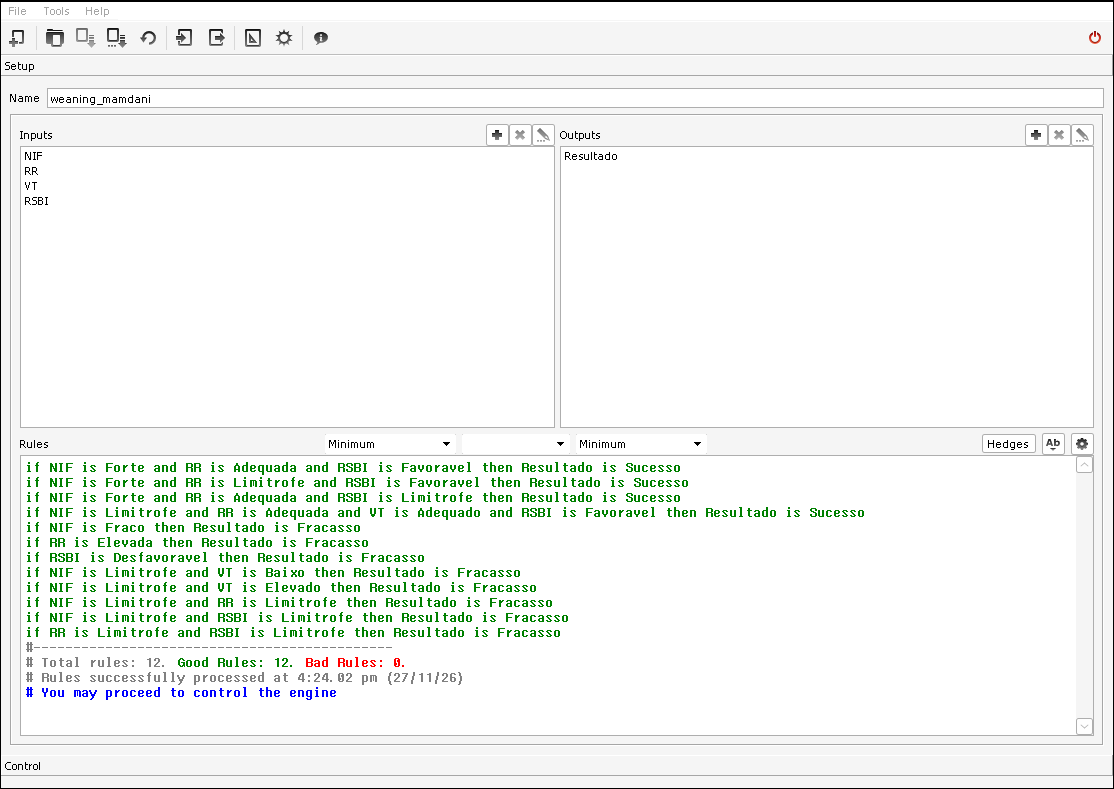 File Tools Help
Setup
Name weaning_mamdani
Inputs
NIF
RR
VT
RSBI
Outputs
Resultado
Rules Minimum Minimum Hedges Ab
if NIF is Forte and RR is Adequada and RSBI is Favoravel then Resultado is Sucesso
if NIF is Forte and RR is Limitrofe and RSBI is Favoravel then Resultado is Sucesso
if NIF is Forte and RR is Adequada and RSBI is Limitrofe then Resultado is Sucesso
if NIF is Limitrofe and RR is Adequada and VT is Adequado and RSBI is Favoravel then Resultado is Sucesso
if NIF is Fraco then Resultado is Fracasso
if RR is Elevada then Resultado is Fracasso
if RSBI is Desfavoravel then Resultado is Fracasso
if NIF is Limitrofe and VT is Baixo then Resultado is Fracasso
if NIF is Limitrofe and VT is Elevado then Resultado is Fracasso
if NIF is Limitrofe and RR is Limitrofe then Resultado is Fracasso
if NIF is Limitrofe and RSBI is Limitrofe then Resultado is Fracasso
if RR is Limitrofe and RSBI is Limitrofe then Resultado is Fracasso
#---------------------------------------------
# Total rules: 12. Good Rules: 12. Bad Rules: 0.
# Rules successfully processed at 4:24.02 pm (27/11/26)
# You may proceed to control the engine
Control